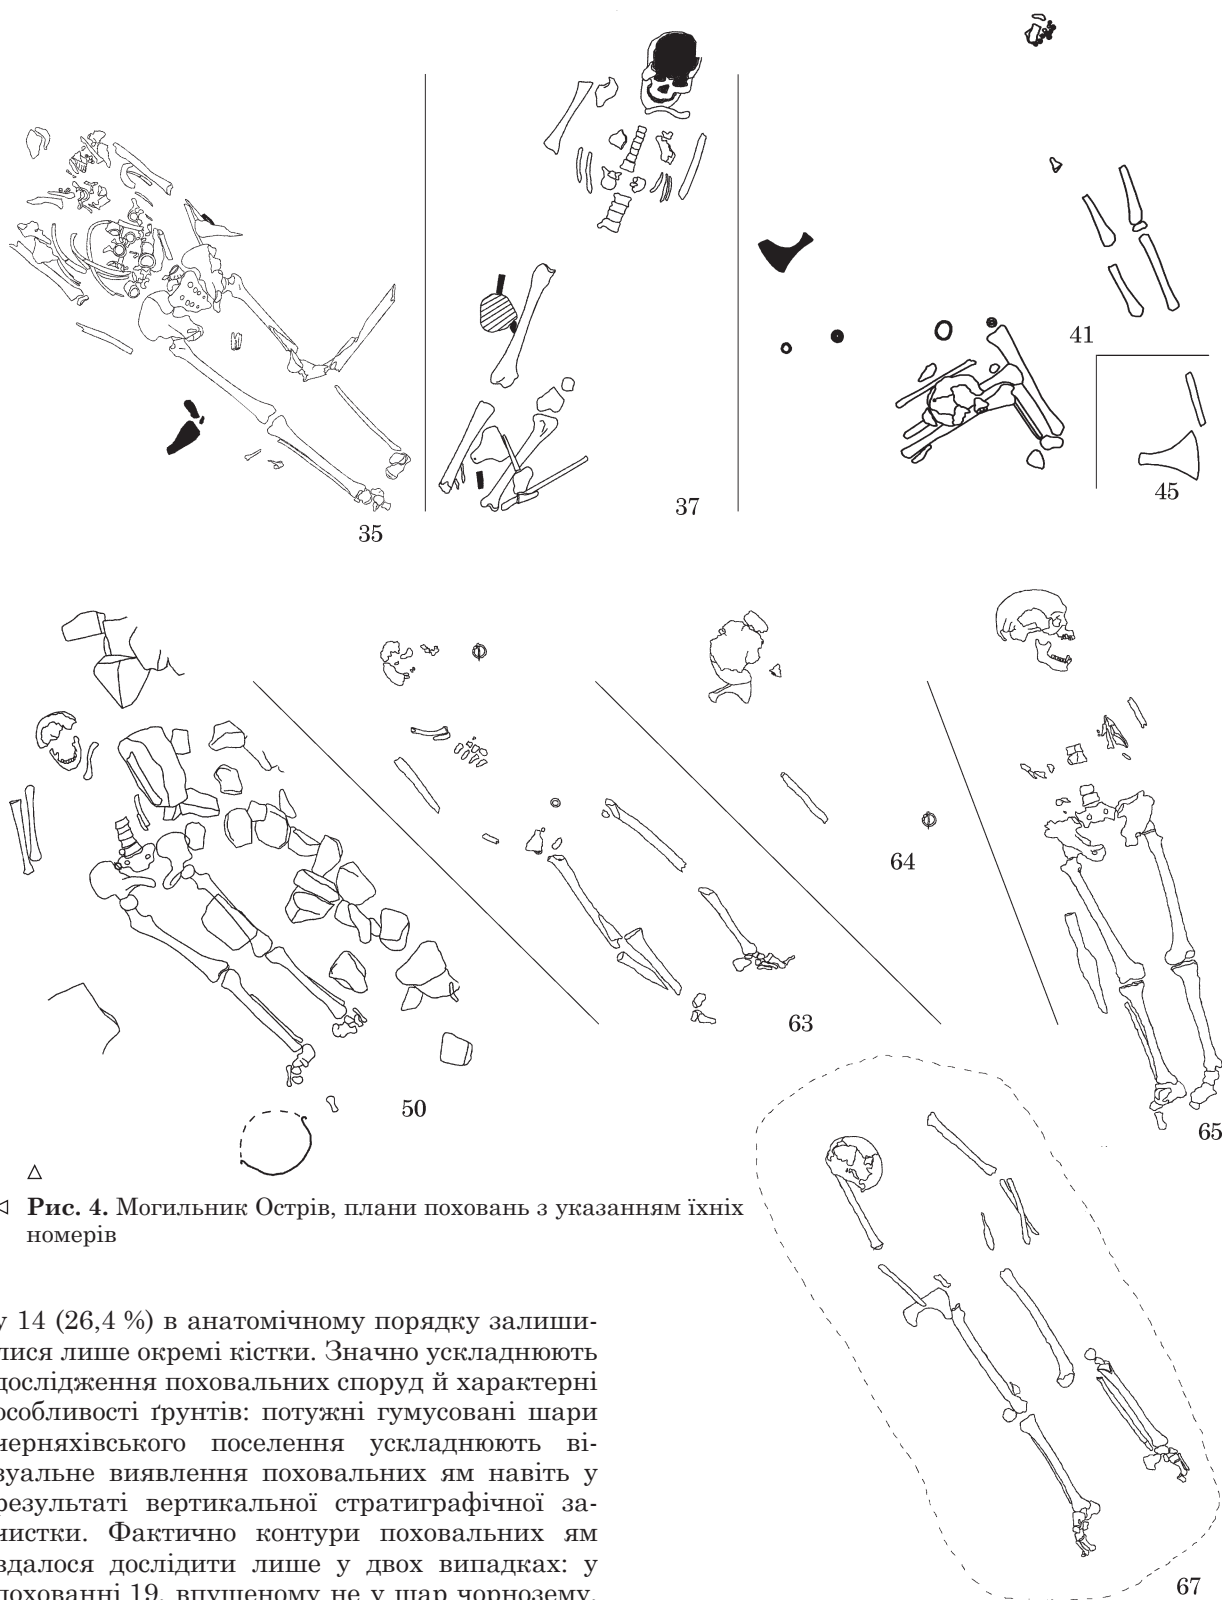 35
37
41
45
50
63
64
65
67
Рис. 4. Могильник Острів, плани поховань з указанням їхніх
номерів
у 14 (26,4 %) в анатомічному порядку залиши-
лися лише окремі кістки. Значно ускладнюють
дослідження поховальних споруд й характерні
особливості ґрунтів: потужні гумусовані шари
черняхівського поселення ускладнюють ві-
зуальне виявлення поховальних ям навіть у
результаті вертикальної стратиграфічної за-
чистки. Фактично контури поховальних ям
вдалося дослідити лише у двох випадках: у
похованні 19, впущеному не у шар чорнозему,